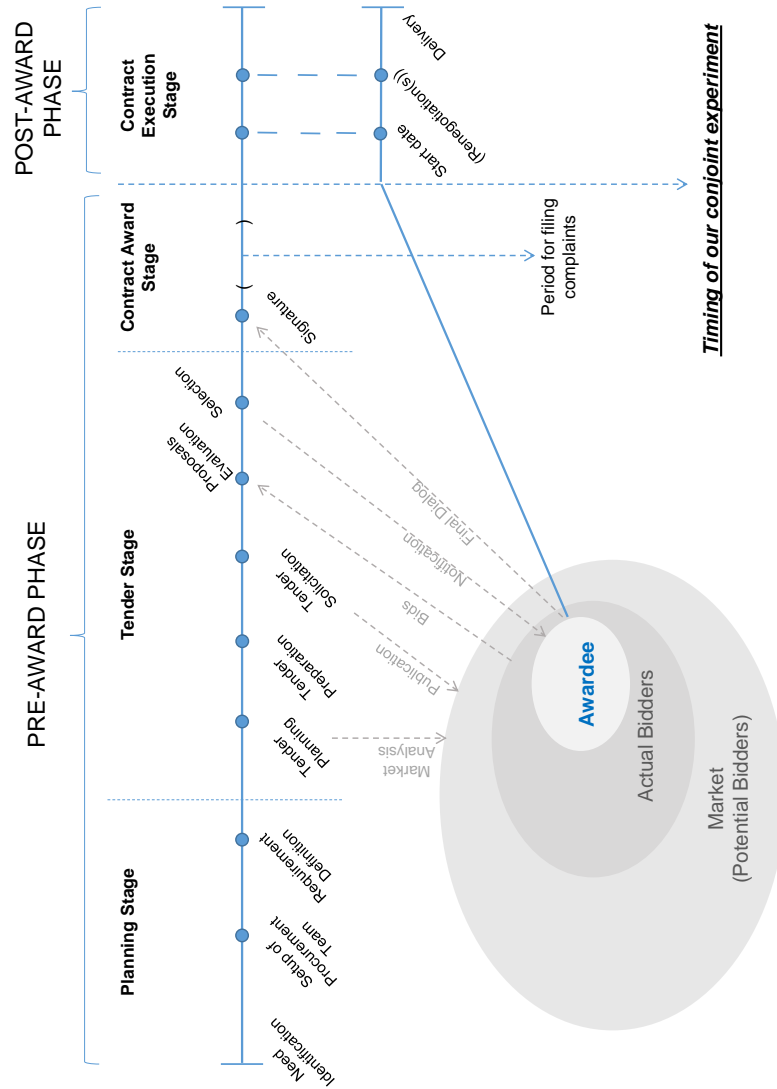 PRE-AWARD PHASE
POST-AWARD
PHASE
Planning Stage
Tender Stage
Contract Award
Stage
Contract
Execution
Stage
Need
Identification
Setup of
Procurement
Team
Requirement
Definition
Tender
Planning
Tender
Preparation
Tender
Solicitation
Proposals
Evaluation
Selection
Signature
(
)
Market
Analysis
Publication
Bids
Notification
Final Dialog
Start date
(Renegotiation(s))
Delivery
Period for filing
complaints
Awardee
Actual Bidders
Market
(Potential Bidders)
Timing of our conjoint experiment